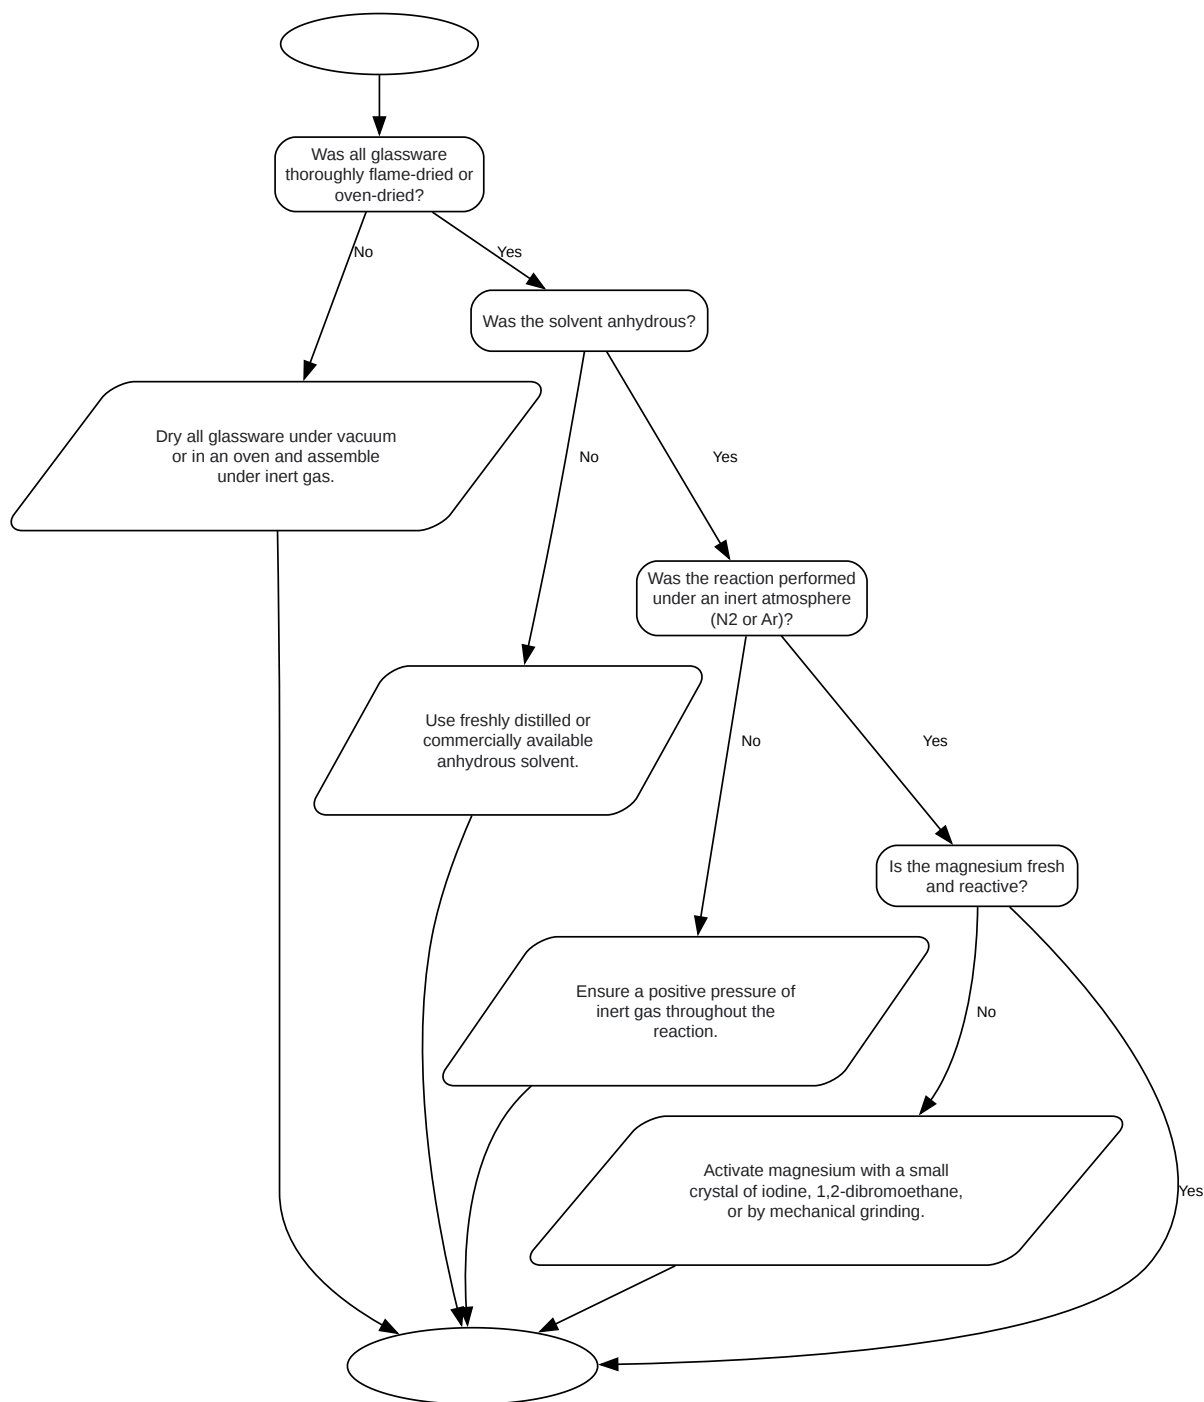 Was all glassware
thoroughly flame-dried or
oven-dried?
No
Yes
Was the solvent anhydrous?
Dry all glassware under vacuum
or in an oven and assemble
under inert gas.
No
Yes
Was the reaction performed
under an inert atmosphere
(N2 or Ar)?
Use freshly distilled or
commercially available
anhydrous solvent.
No
Yes
Is the magnesium fresh
and reactive?
Ensure a positive pressure of
inert gas throughout the
reaction.
No
Activate magnesium with a small
crystal of iodine, 1,2-dibromoethane,
or by mechanical grinding.
Yes